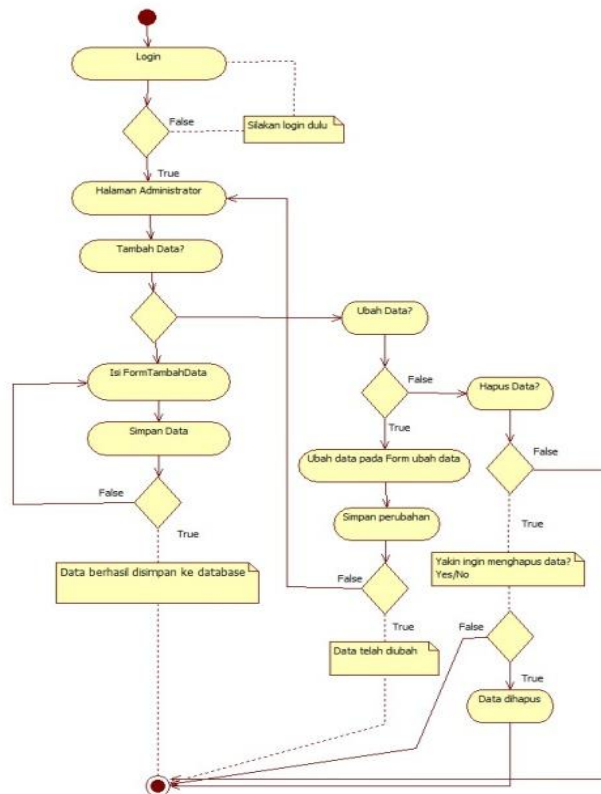 Login
False
Silakan login dulu
True
Halaman Administrator
Tambah Data?
Ubah Data?
Isi FormTambahData
False
Hapus Data?
True
Simpan Data
Ubah data pada Form ubah data
False
False
Simpan perubahan
True
True
Yakin ingin menghapus data?
Yes/No
Data berhasil disimpan ke database
False
True
False
Data telah diubah
True
Data dihapus